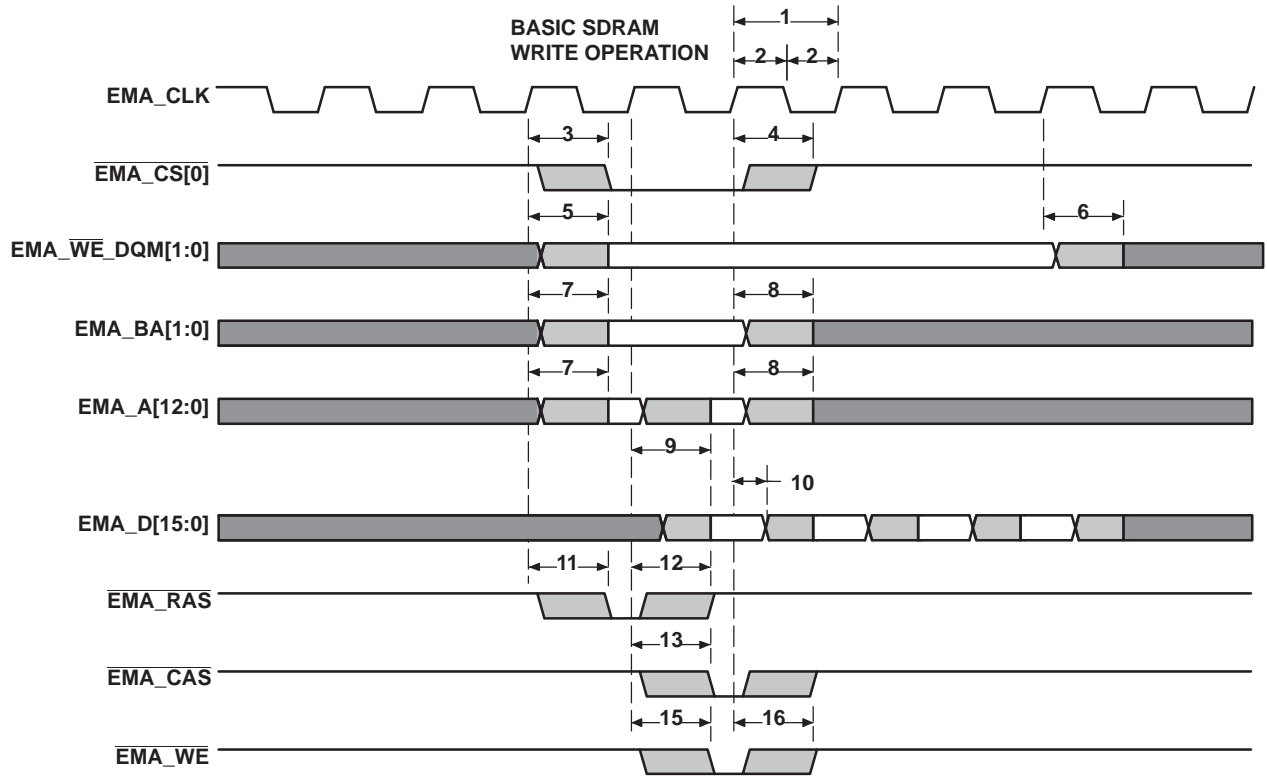 1
BASIC SDRAM
WRITE OPERATION
2 2
EMA_CLK
3 4
EMA_CS[0]
5 6
EMA_WE_DQM[1:0]
7 8
EMA_BA[1:0]
7 8
EMA_A[12:0]
9
10
EMA_D[15:0]
11 12
EMA_RAS
13
EMA_CAS
15 16
EMA_WE